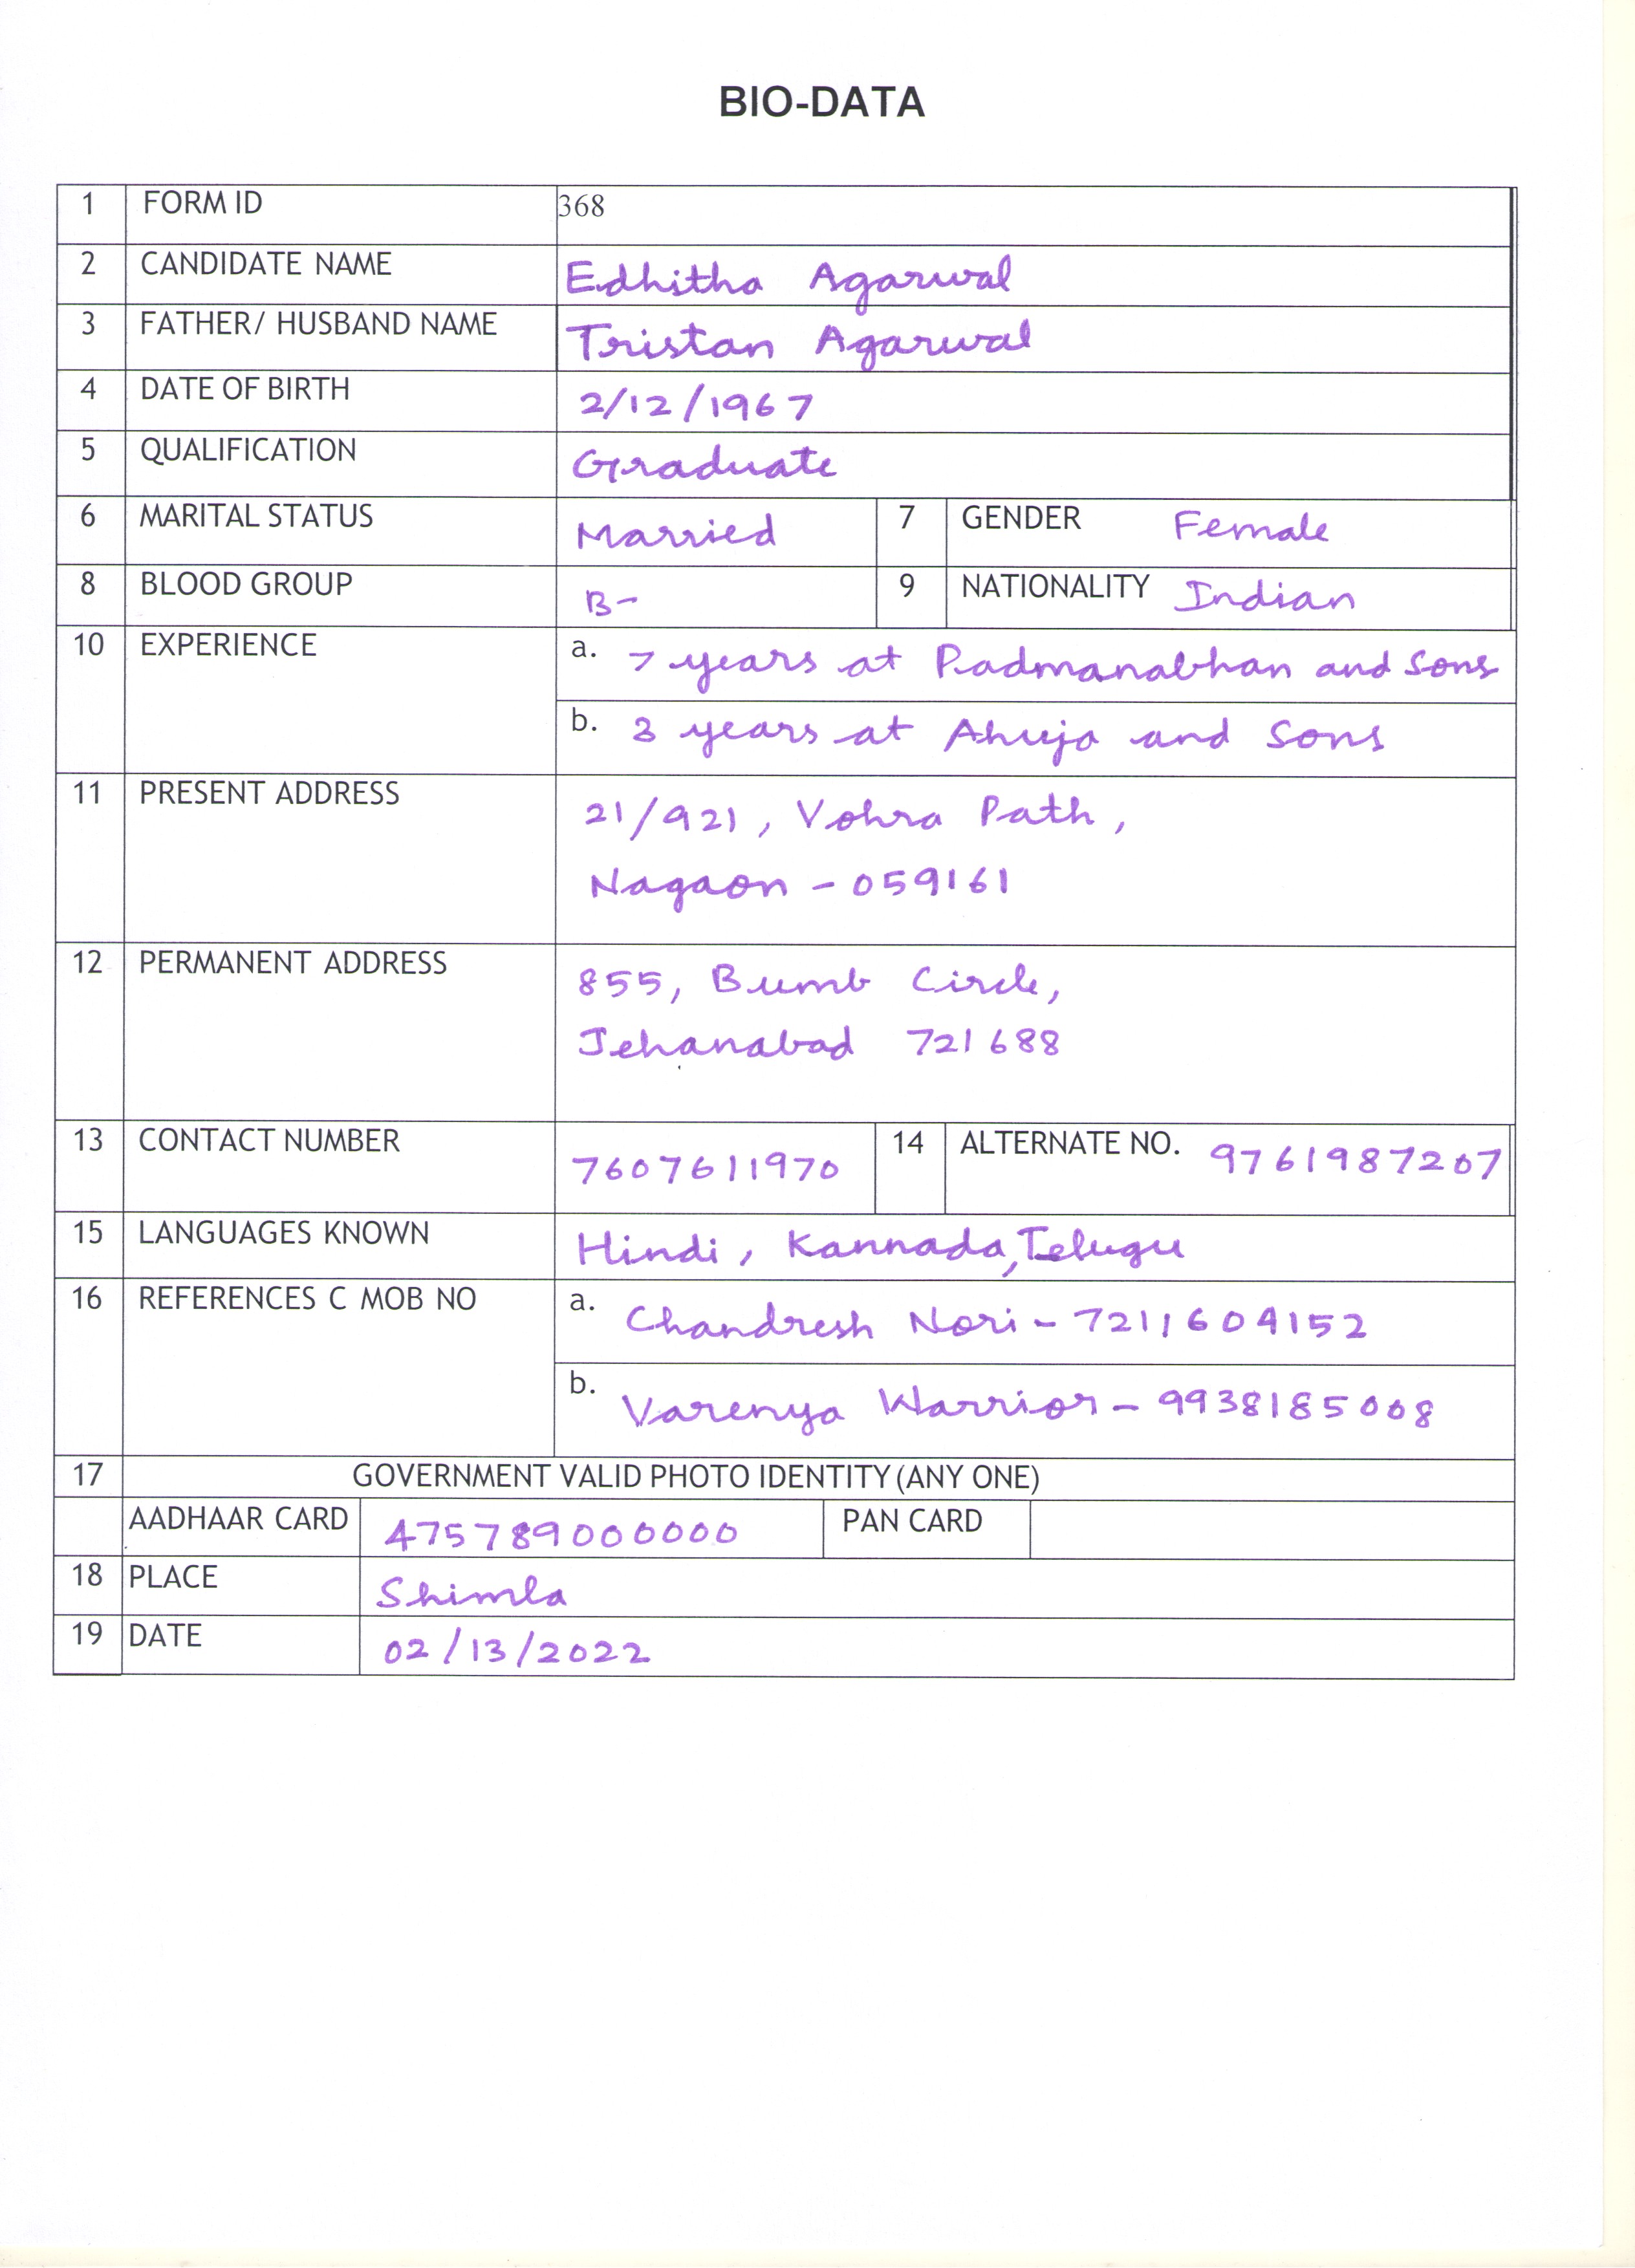 BIO-DATA
1 FORM ID 368
2 CANDIDATE NAME Edhitha Agarwal
3 FATHER/ HUSBAND NAME Tristan Agarwal
4 DATE OF BIRTH 2/12/1967
5 QUALIFICATION Graduate
6 MARITAL STATUS Married 7 GENDER Female
8 BLOOD GROUP B- 9 NATIONALITY Indian
10 EXPERIENCE a. 7 years at Padmanabhan and Sons
b. 3 years at Ahuja and Sons
11 PRESENT ADDRESS 21/921, Vohra Path,
Nagaon - 059161
12 PERMANENT ADDRESS 855, Bumb Circle,
Jehanabad 721688
13 CONTACT NUMBER 7607611970 14 ALTERNATE NO. 9761987207
15 LANGUAGES KNOWN Hindi, Kannada, Telugu
16 REFERENCES C MOB NO a. Chandresh Nori - 7211604152
b. Varenya Warrior - 9938185008
17 GOVERNMENT VALID PHOTO IDENTITY (ANY ONE)
AADHAAR CARD 475789000000 PAN CARD
18 PLACE Shimla
19 DATE 02/13/2022